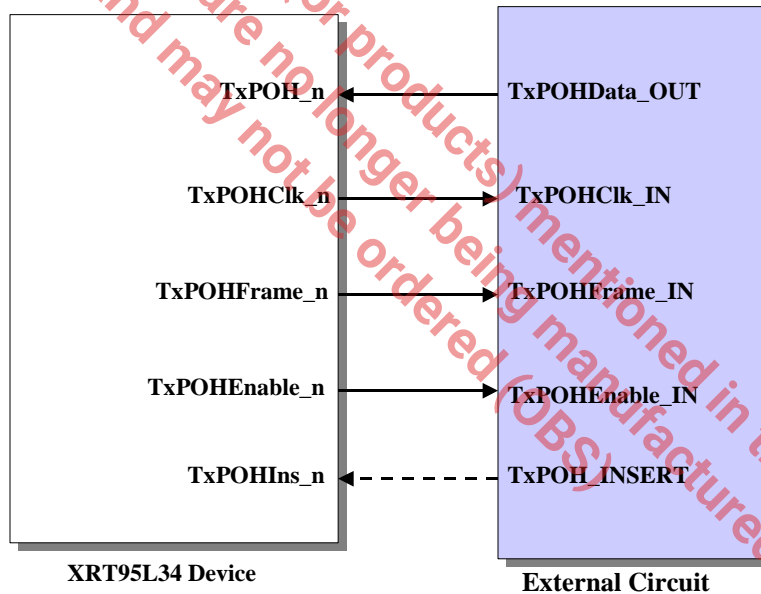 TxPOH_n
TxPOHData_OUT
TxPOHClk_n
TxPOHClk_IN
TxPOHFrame_n
TxPOHFrame_IN
TxPOHEnable_n
TxPOHEnable_IN
TxPOHIns_n
TxPOH_INSERT
XRT95L34 Device
External Circuit
or products) mentioned in
are no longer being manufactured
and may not be ordered (OBS)